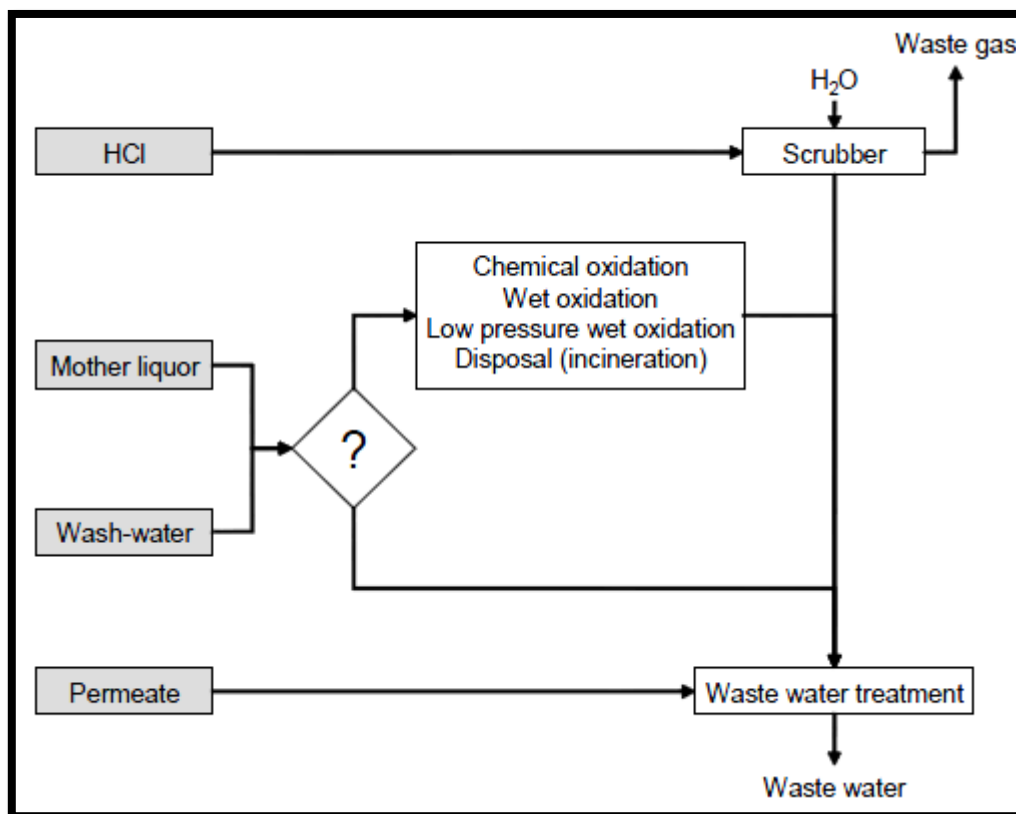 Waste gas
H₂O
HCl
Scrubber
Chemical oxidation
Wet oxidation
Low pressure wet oxidation
Disposal (incineration)
Mother liquor
?
Wash-water
Permeate
Waste water treatment
Waste water